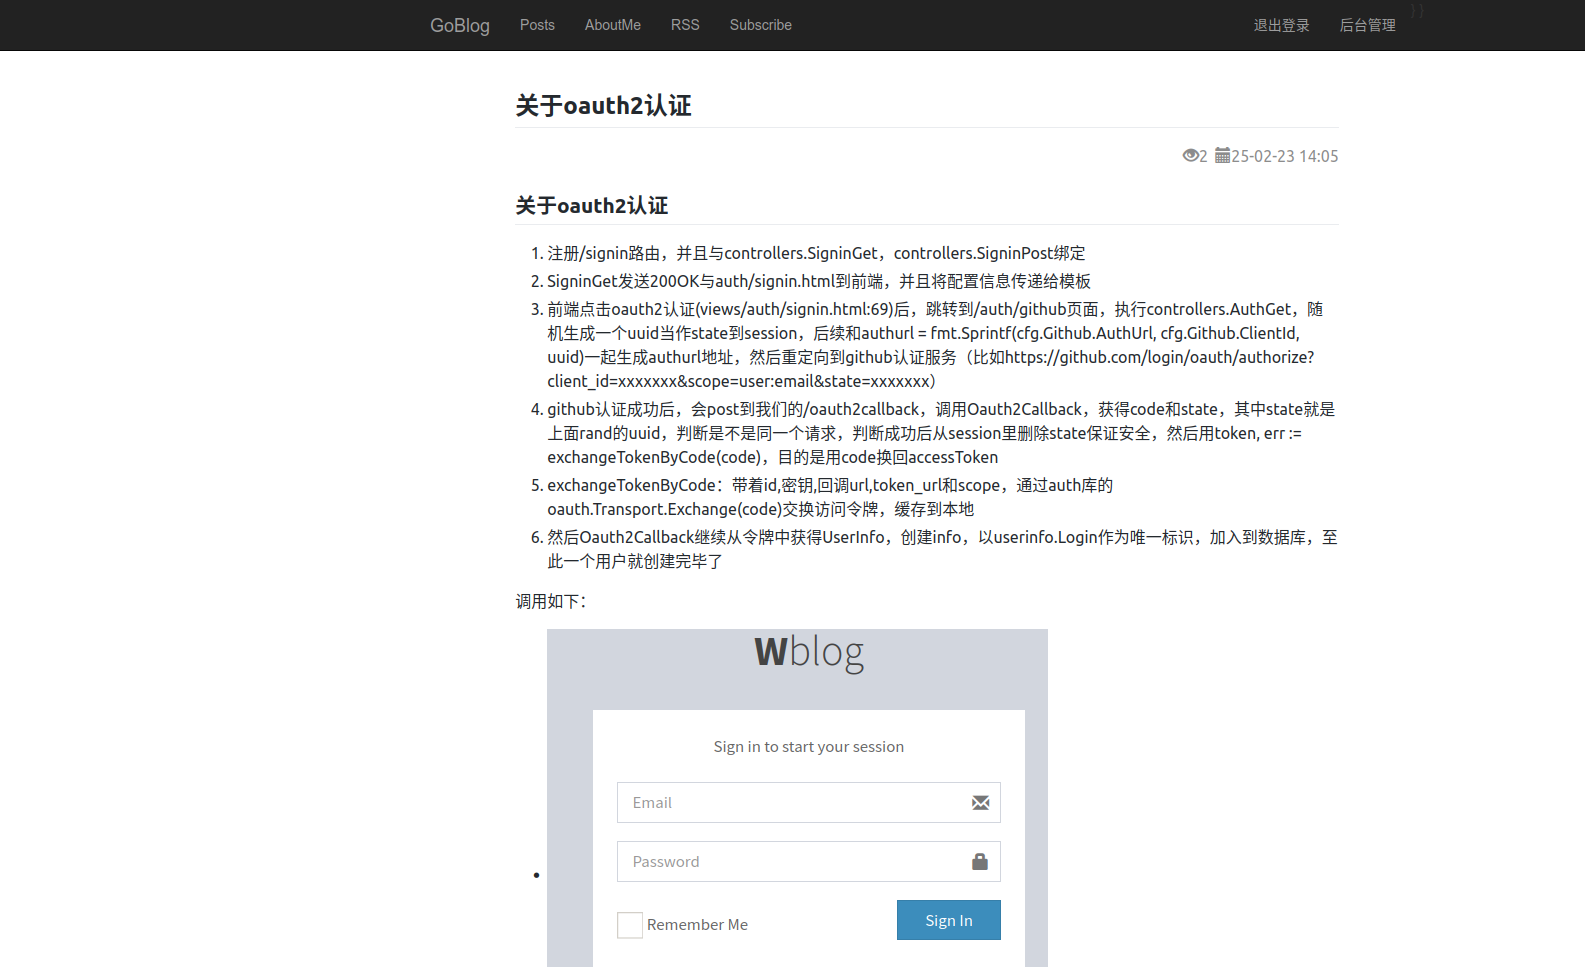 GoBlog Posts AboutMe RSS Subscribe 退出登录 后台管理 }}
关于oauth2认证
2 25-02-23 14:05
关于oauth2认证
1. 注册/signin路由，并且与controllers.SigninGet，controllers.SigninPost绑定
2. SigninGet发送200OK与auth/signin.html到前端，并且将配置信息传递给模板
3. 前端点击oauth2认证(views/auth/signin.html:69)后，跳转到/auth/github页面，执行controllers.AuthGet，随
机生成一个uuid当作state到session，后续和authurl = fmt.Sprintf(cfg.Github.AuthUrl, cfg.Github.ClientId,
uuid)一起生成authurl地址，然后重定向到github认证服务（比如https://github.com/login/oauth/authorize?
client_id=xxxxxxx&scope=user:email&state=xxxxxxx）
4. github认证成功后，会post到我们的/oauth2callback，调用Oauth2Callback，获得code和state，其中state就是
上面rand的uuid，判断是不是同一个请求，判断成功后从session里删除state保证安全，然后用token, err :=
exchangeTokenByCode(code)，目的是用code换回accessToken
5. exchangeTokenByCode：带着id,密钥,回调url,token_url和scope，通过auth库的
oauth.Transport.Exchange(code)交换访问令牌，缓存到本地
6. 然后Oauth2Callback继续从令牌中获得UserInfo，创建info，以userinfo.Login作为唯一标识，加入到数据库，至
此一个用户就创建完毕了
调用如下：
Wblog
Sign in to start your session
Email
Password
Remember Me Sign In